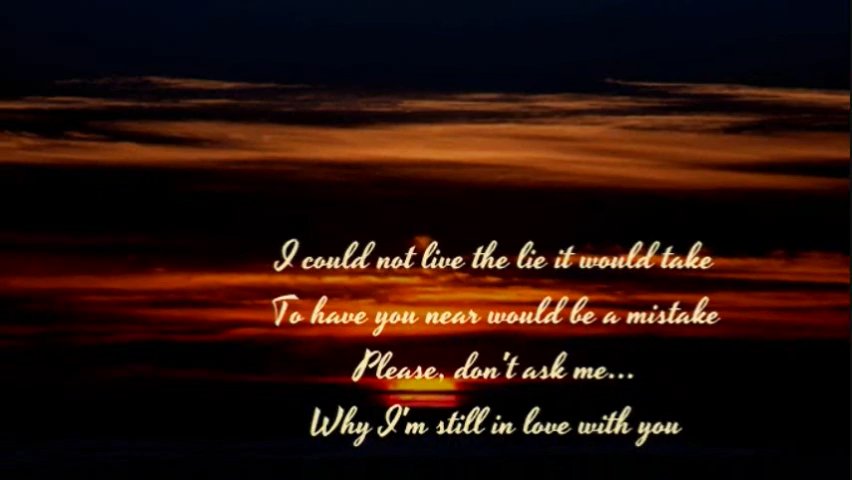 I could not live the lie it would take
To have you near would be a mistake
Please, don't ask me...
Why I'm still in love with you